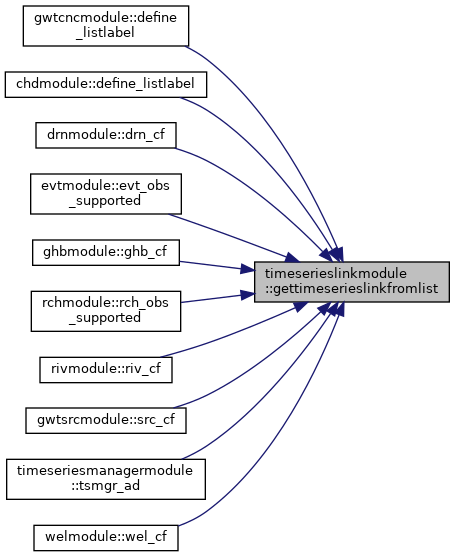 gwtcncmodule::define
_listlabel
chdmodule::define_listlabel
drnmodule::drn_cf
evtmodule::evt_obs
_supported
ghbmodule::ghb_cf
timeserieslinkmodule
::gettimeserieslinkfromlist
rchmodule::rch_obs
_supported
rivmodule::riv_cf
gwtsrcmodule::src_cf
timeseriesmanagermodule
::tsmgr_ad
welmodule::wel_cf